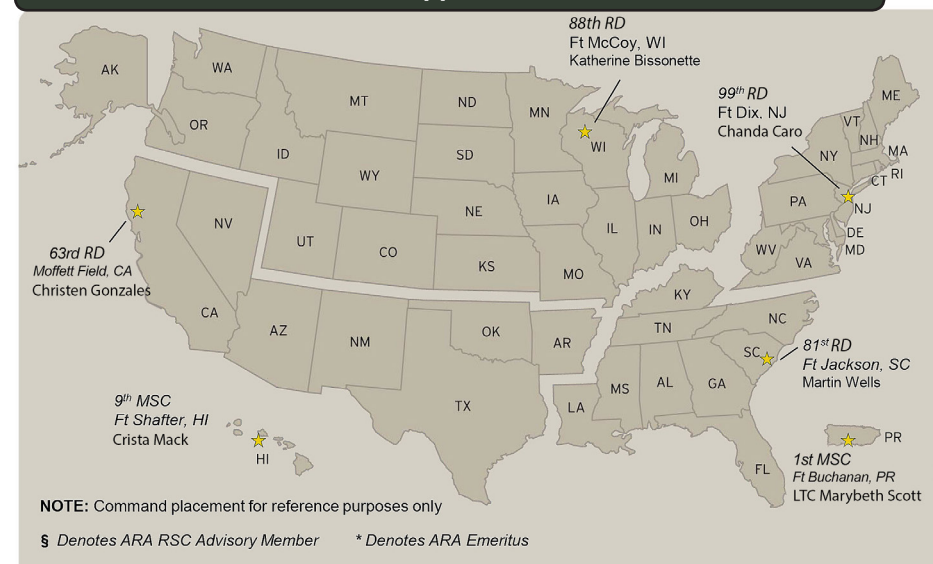 88th RD
Ft McCoy, WI
Katherine Bissonette
99th RD
Ft Dix, NJ
Chanda Caro
63rd RD
Moffett Field, CA
Christen Gonzales
9th MSC
Ft Shafter, HI
Crista Mack
81st RD
Ft Jackson, SC
Martin Wells
1st MSC
Ft Buchanan, PR
LTC Marybeth Scott
AK
WA
OR
ID
MT
ND
SD
WY
NE
MN
WI
MI
IA
IL
IN
OH
NV
UT
CO
KS
MO
CA
AZ
NM
OK
AR
TX
LA
MS
AL
GA
FL
SC
NC
TN
KY
WV
VA
PA
NY
VT
NH
ME
MA
RI
CT
NJ
DE
MD
HI
PR
NOTE: Command placement for reference purposes only
§ Denotes ARA RSC Advisory Member * Denotes ARA Emeritus